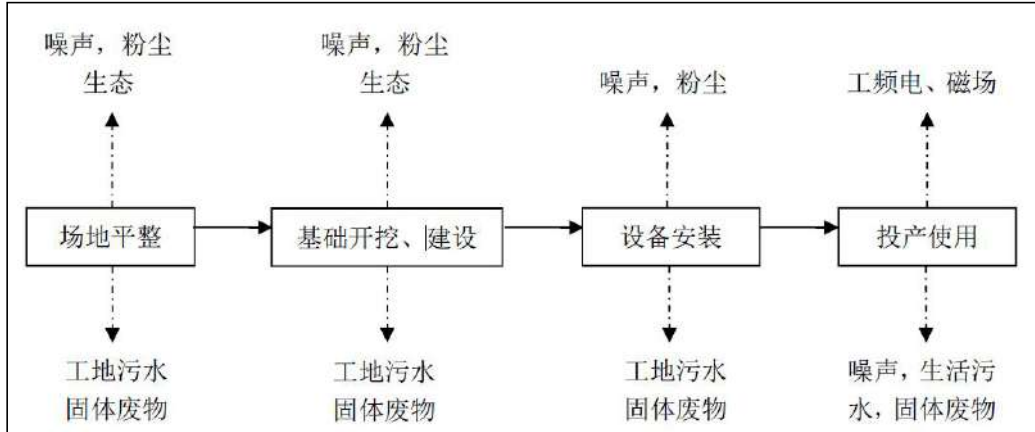 噪声，粉尘
生态
噪声，粉尘
生态
噪声，粉尘
工频电、磁场
场地平整
基础开挖、建设
设备安装
投产使用
工地污水
固体废物
工地污水
固体废物
工地污水
固体废物
噪声，生活污
水，固体废物